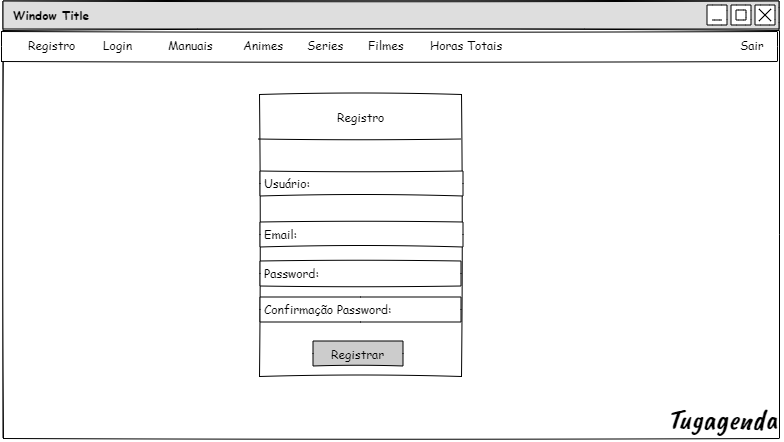 Window Title
Registro Login Manuais Animes Series Filmes Horas Totais Sair
Registro
Usuário:
Email:
Password:
Confirmação Password:
Registrar
Tugagenda